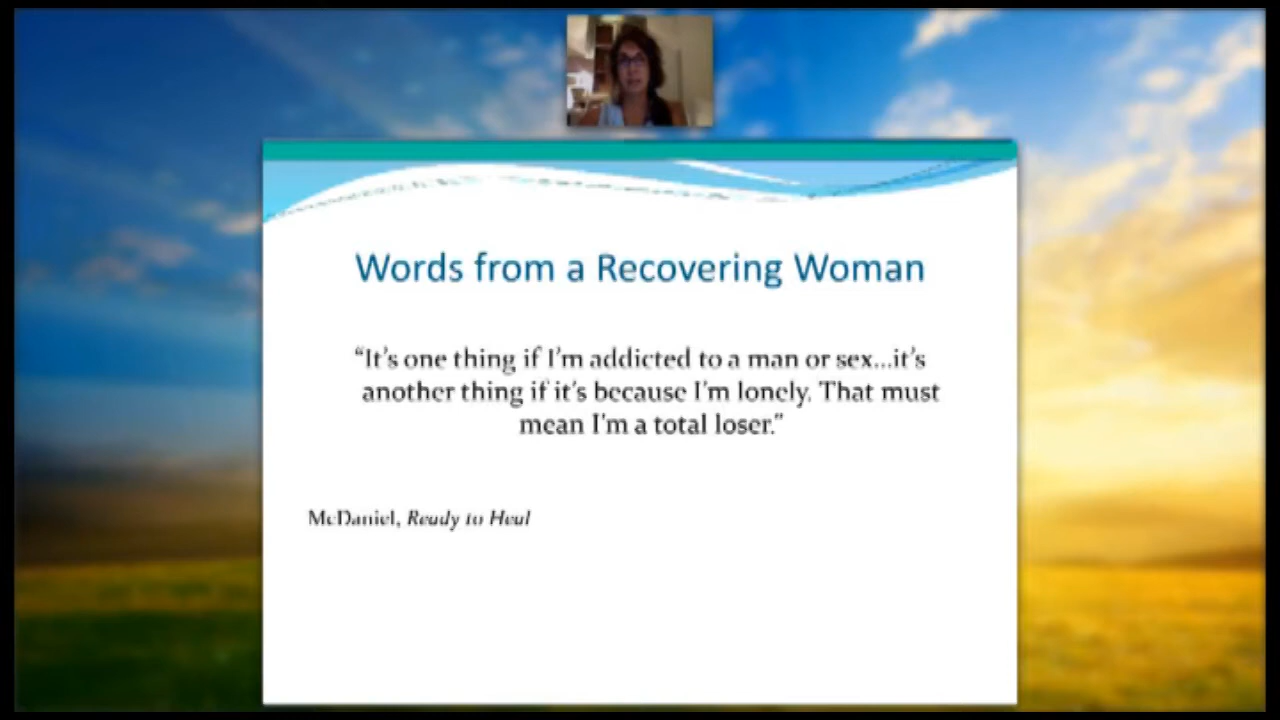 Words from a Recovering Woman
“It’s one thing if I’m addicted to a man or sex...it’s
another thing if it’s because I’m lonely. That must
mean I’m a total loser.”
McDaniel, Ready to Heal